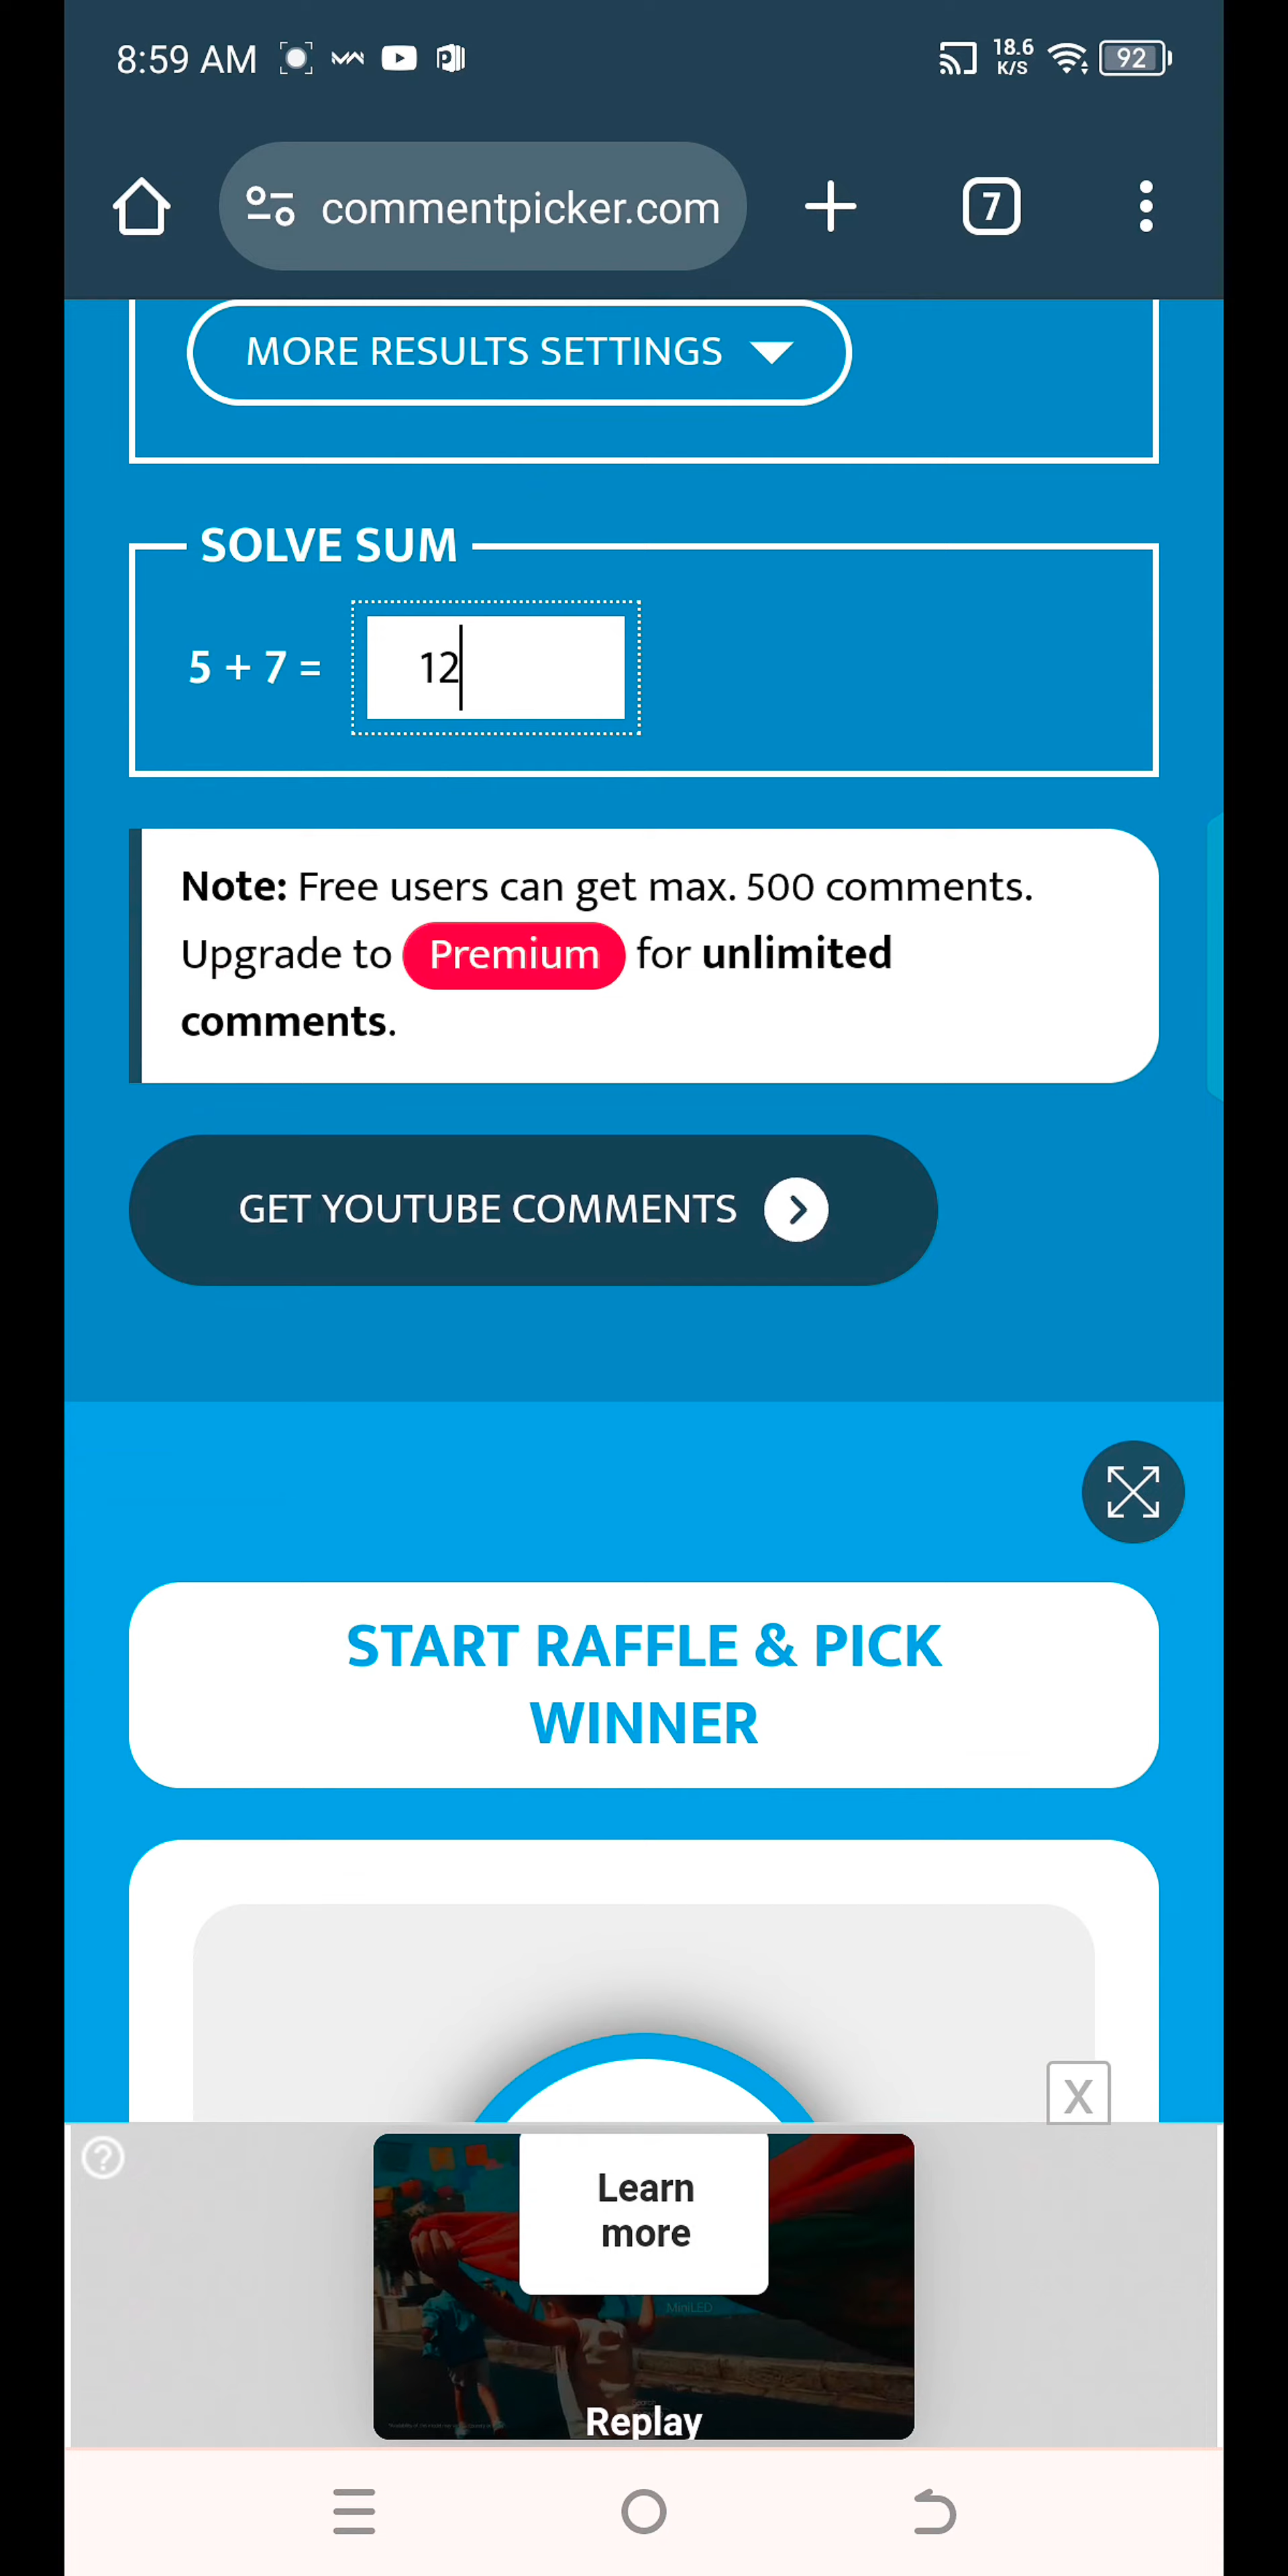 8:59 AM
18.6
K/S
92
commentpicker.com
7
MORE RESULTS SETTINGS
SOLVE SUM
5 + 7 =
12
Note: Free users can get max. 500 comments.
Upgrade to Premium for unlimited
comments.
GET YOUTUBE COMMENTS
START RAFFLE & PICK
WINNER
X
?
Learn
more
MiniLED
Replay